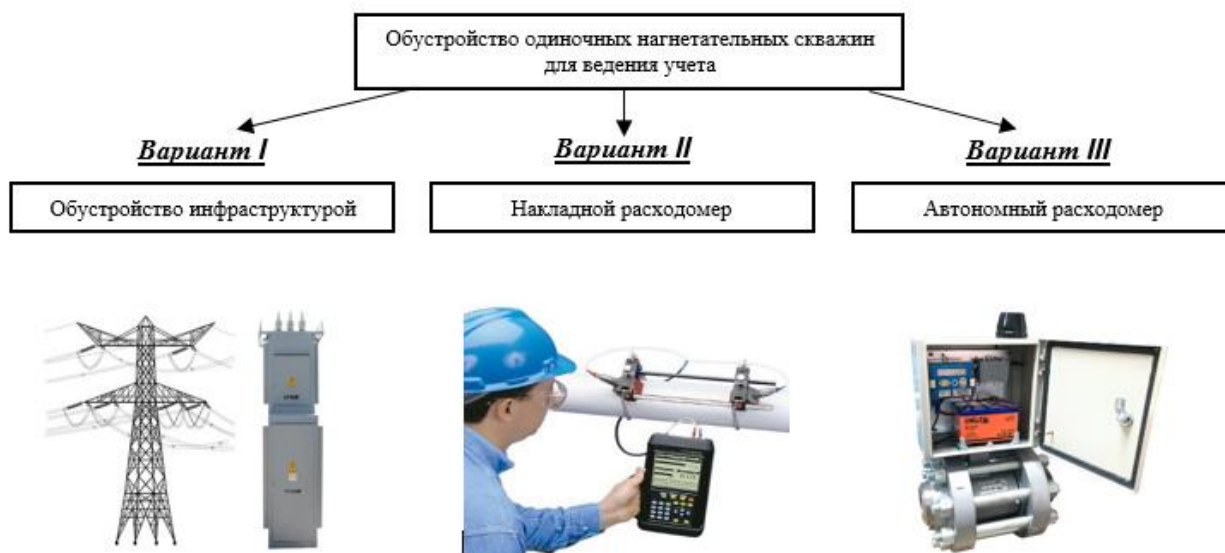 Обустройство одиночных нагнетательных скважин
для ведения учета
Вариант I
Вариант II
Вариант III
Обустройство инфраструктурой
Накладной расходомер
Автономный расходомер